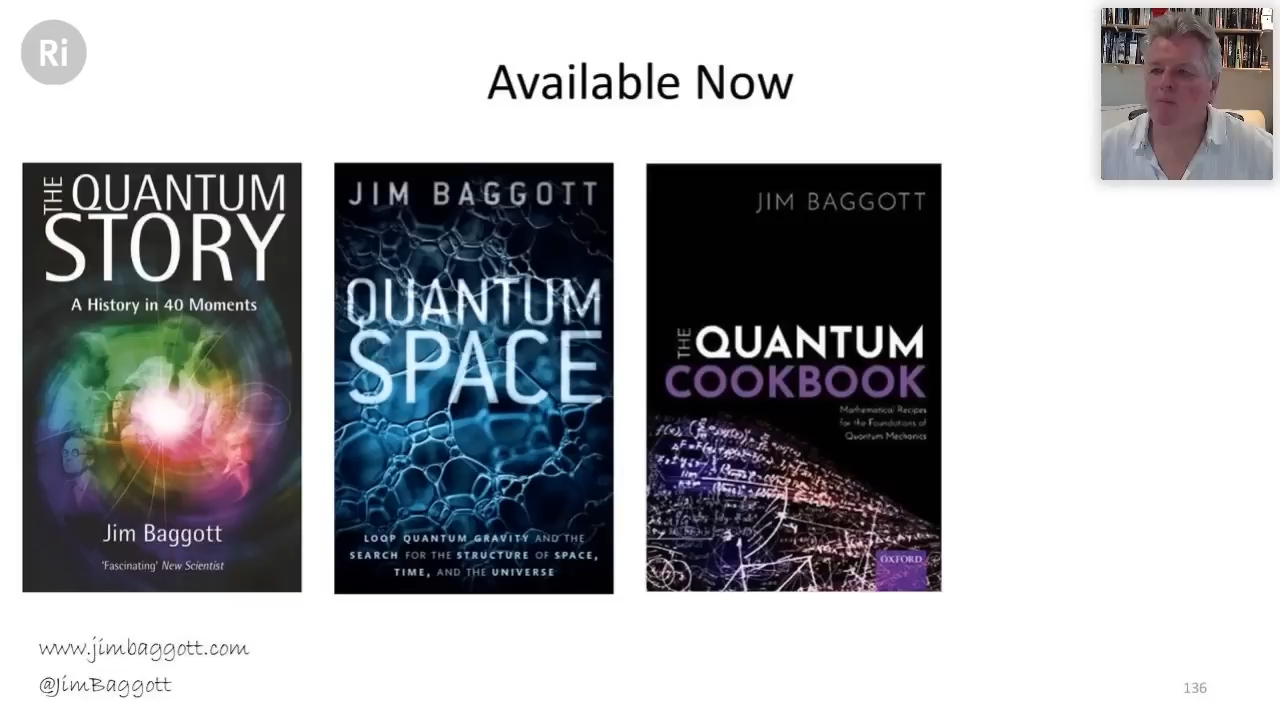 Ri
Available Now
THE QUANTUM
STORY
A History in 40 Moments
Jim Baggott
'Fascinating' New Scientist
JIM BAGGOTT
QUANTUM
SPACE
LOOP QUANTUM GRAVITY AND THE
SEARCH FOR THE STRUCTURE OF SPACE,
TIME, AND THE UNIVERSE
JIM BAGGOTT
THE QUANTUM
COOKBOOK
Mathematical Recipes
for the Foundations of
Quantum Mechanics
OXFORD
www.jimbaggott.com
@JimBaggott
136